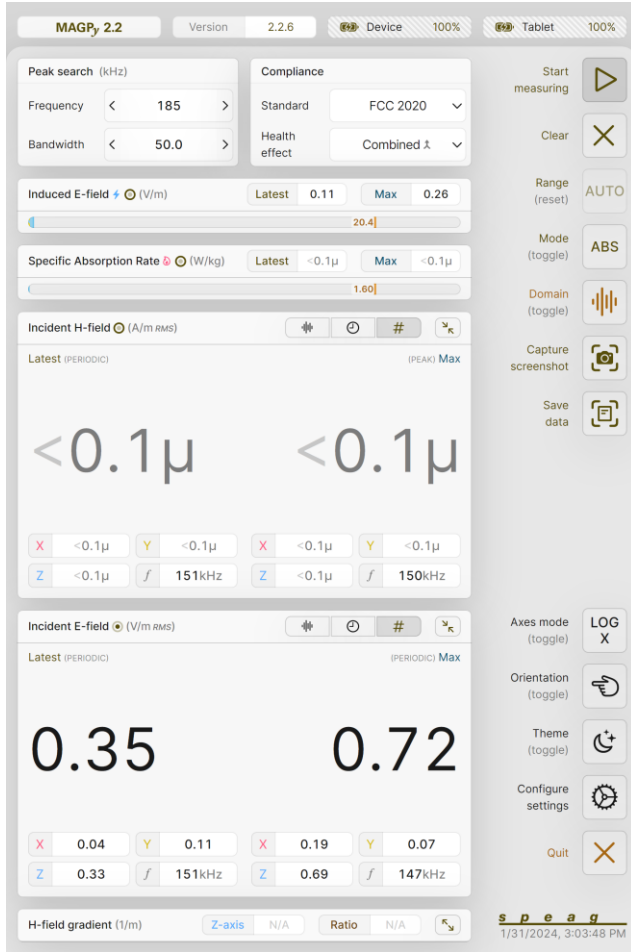 MAGPy 2.2 Version 2.2.6 Device 100% Tablet 100%
Peak search (kHz)
Frequency < 185 >
Bandwidth < 50.0 >
Compliance
Standard FCC 2020
Health effect Combined
Induced E-field (V/m) Latest 0.11 Max 0.26
20.4
Specific Absorption Rate (W/kg) Latest <0.1µ Max <0.1µ
1.60
Incident H-field (A/m RMS) #
Latest (PERIODIC) (PEAK) Max
<0.1µ <0.1µ
X <0.1µ Y <0.1µ X <0.1µ Y <0.1µ
Z <0.1µ f 151kHz Z <0.1µ f 150kHz
Incident E-field (V/m RMS) #
Latest (PERIODIC) (PERIODIC) Max
0.35 0.72
X 0.04 Y 0.11 X 0.19 Y 0.07
Z 0.33 f 151kHz Z 0.69 f 147kHz
H-field gradient (1/m) Z-axis N/A Ratio N/A
Start
measuring
Clear
Range
(reset) AUTO
Mode
(toggle) ABS
Domain
(toggle)
Capture
screenshot
Save
data
Axes mode
(toggle) LOG
X
Orientation
(toggle)
Theme
(toggle)
Configure
settings
Quit
speag
1/31/2024, 3:03:48 PM